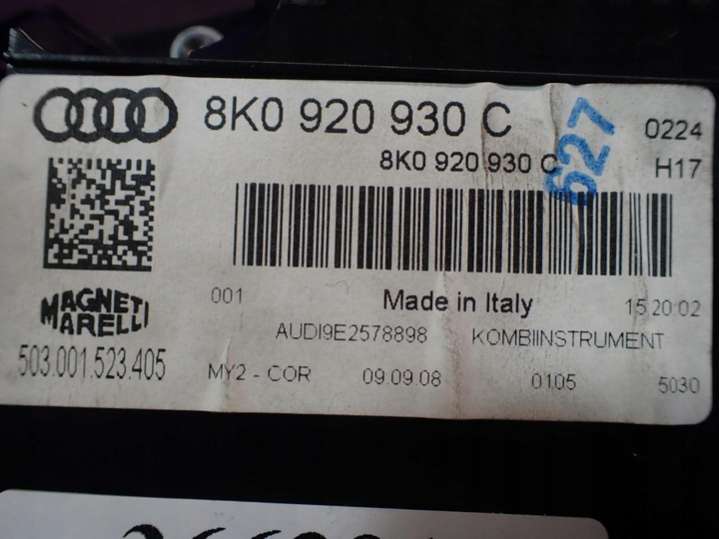 8K0 920 930 C 0224
8K0 920 930 C H17
627
001 Made in Italy 15:20:02
MAGNETI
MARELLI
AUDI9E2578898 KOMBIINSTRUMENT
503.001.523.405
MY2 - COR 09.09.08 0105 5030